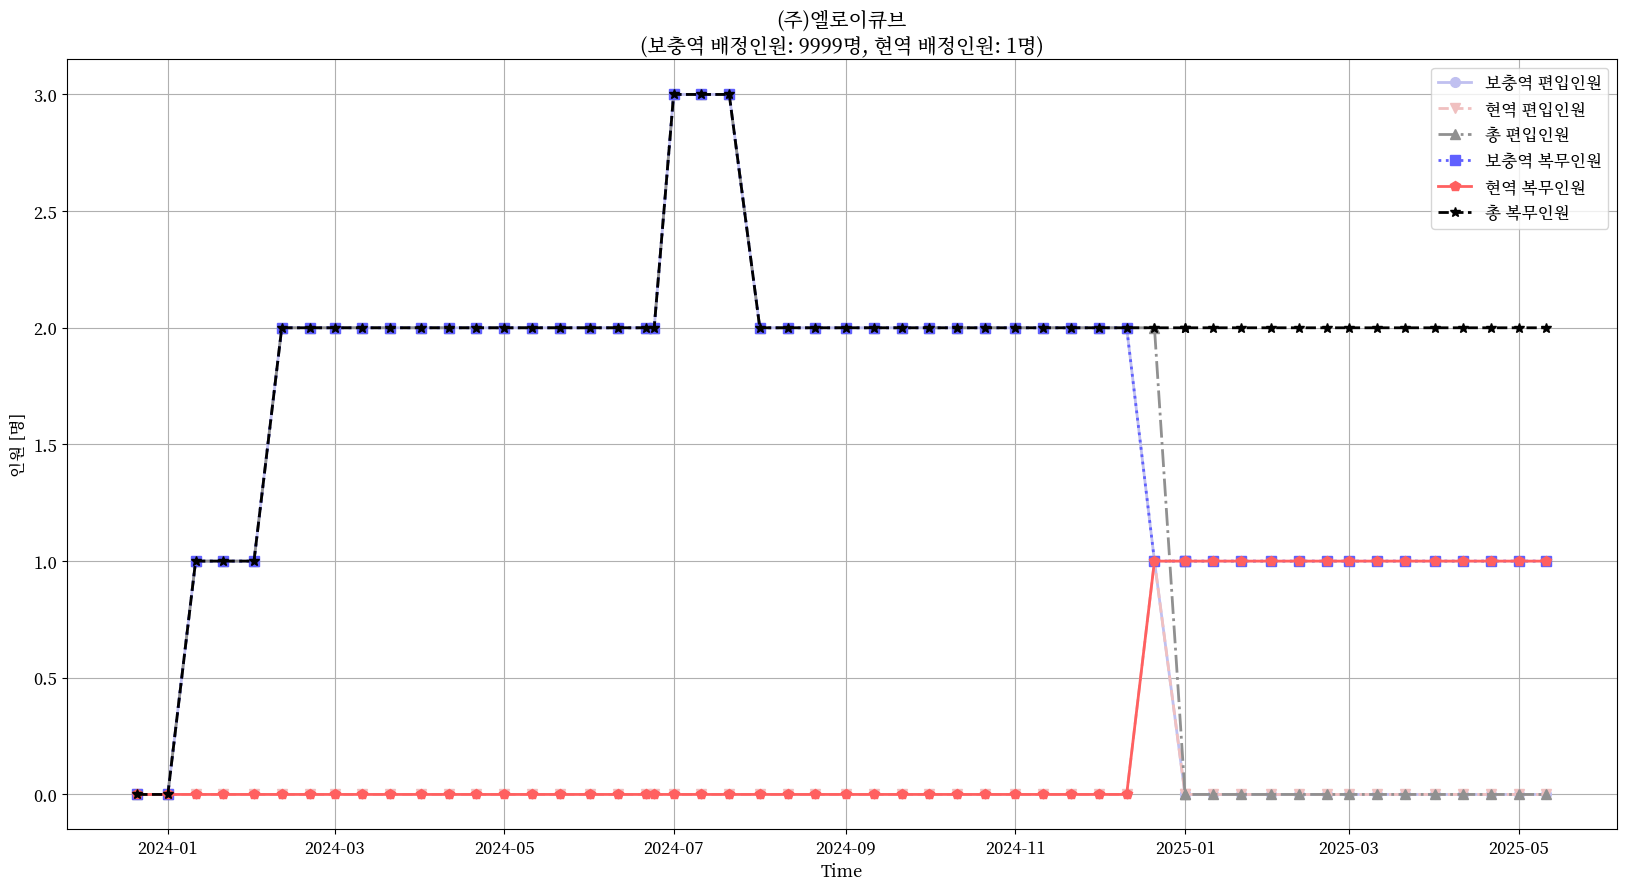 (주)엘로이큐브
(보충역 배정인원: 9999명, 현역 배정인원: 1명)
보충역 편입인원
현역 편입인원
총 편입인원
보충역 복무인원
현역 복무인원
총 복무인원
인원 [명]
3.0
2.5
2.0
1.5
1.0
0.5
0.0
2024-01
2024-03
2024-05
2024-07
2024-09
2024-11
2025-01
2025-03
2025-05
Time